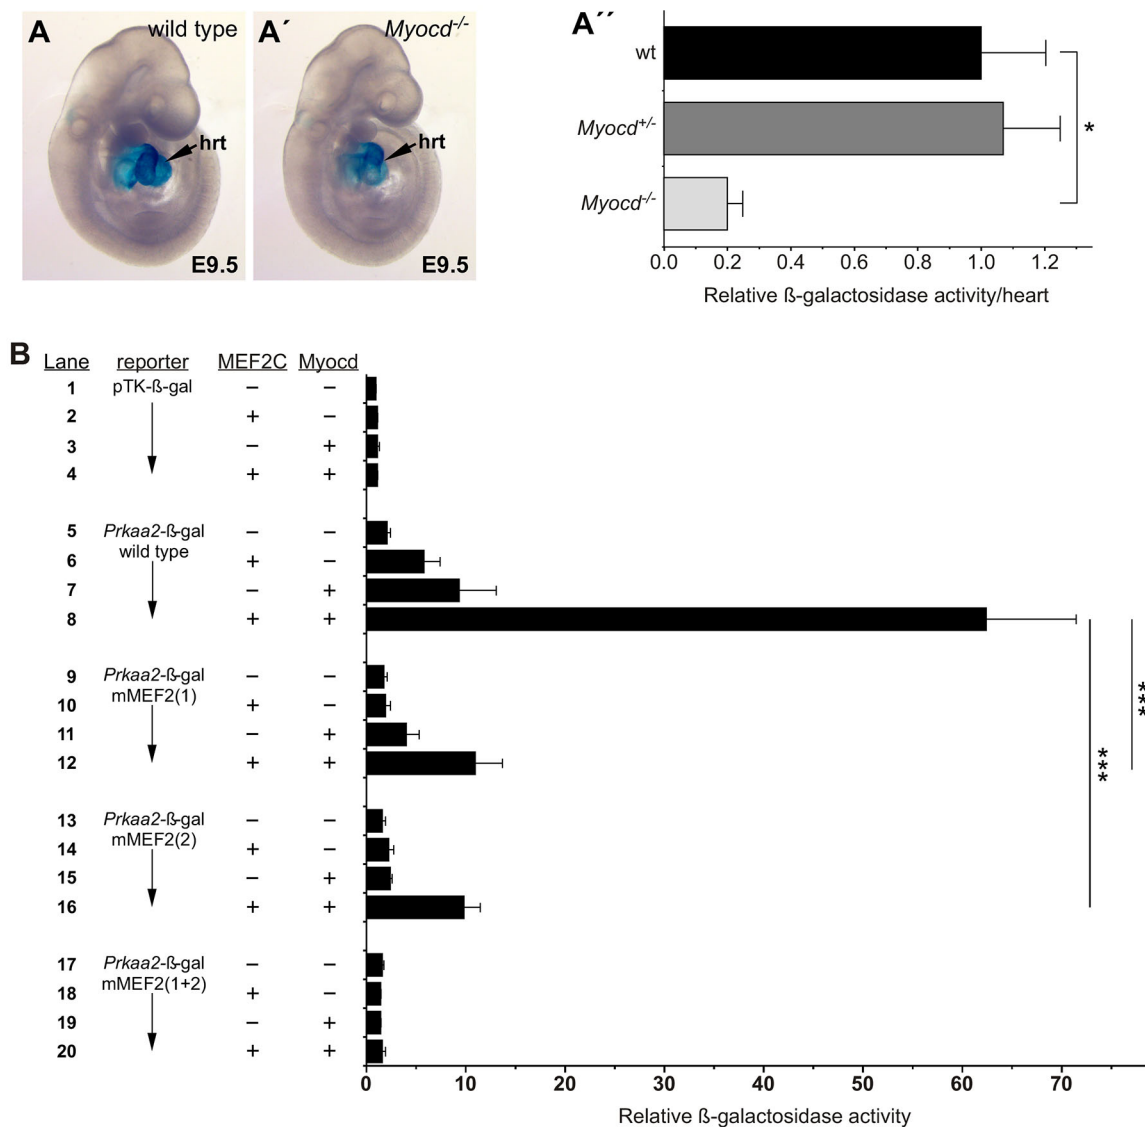 A wild type
hrt
E9.5
A´ Myocd-/-
hrt
E9.5
A´´
wt
Myocd+/-
Myocd-/-
*
0.0 0.2 0.4 0.6 0.8 1.0 1.2
Relative ß-galactosidase activity/heart
B
Lane reporter MEF2C Myocd
1 pTK-ß-gal – –
2 + –
3 – +
4 + +
5 Prkaa2-ß-gal – –
wild type
6 + –
7 – +
8 + +
9 Prkaa2-ß-gal – –
mMEF2(1)
10 + –
11 – +
12 + +
13 Prkaa2-ß-gal – –
mMEF2(2)
14 + –
15 – +
16 + +
17 Prkaa2-ß-gal – –
mMEF2(1+2)
18 + –
19 – +
20 + +
***
***
0 10 20 30 40 50 60 70
Relative ß-galactosidase activity